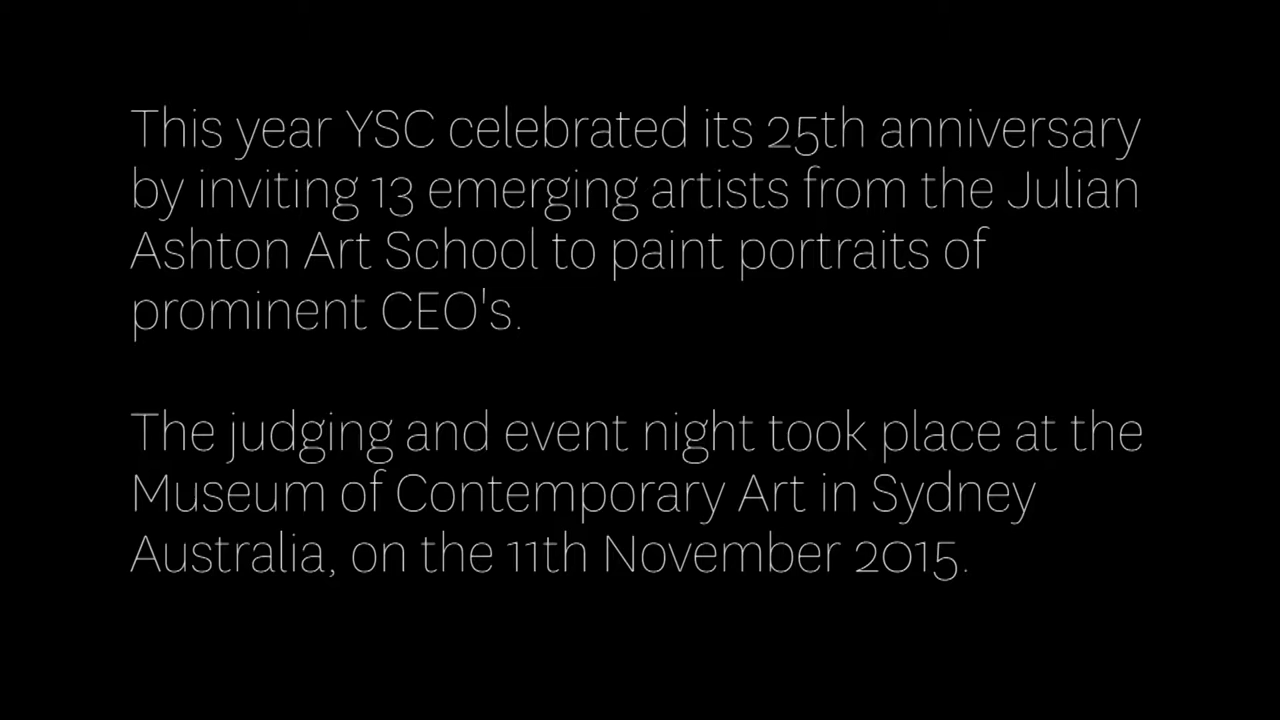 This year YSC celebrated its 25th anniversary
by inviting 13 emerging artists from the Julian
Ashton Art School to paint portraits of
prominent CEO's.
The judging and event night took place at the
Museum of Contemporary Art in Sydney
Australia, on the 11th November 2015.